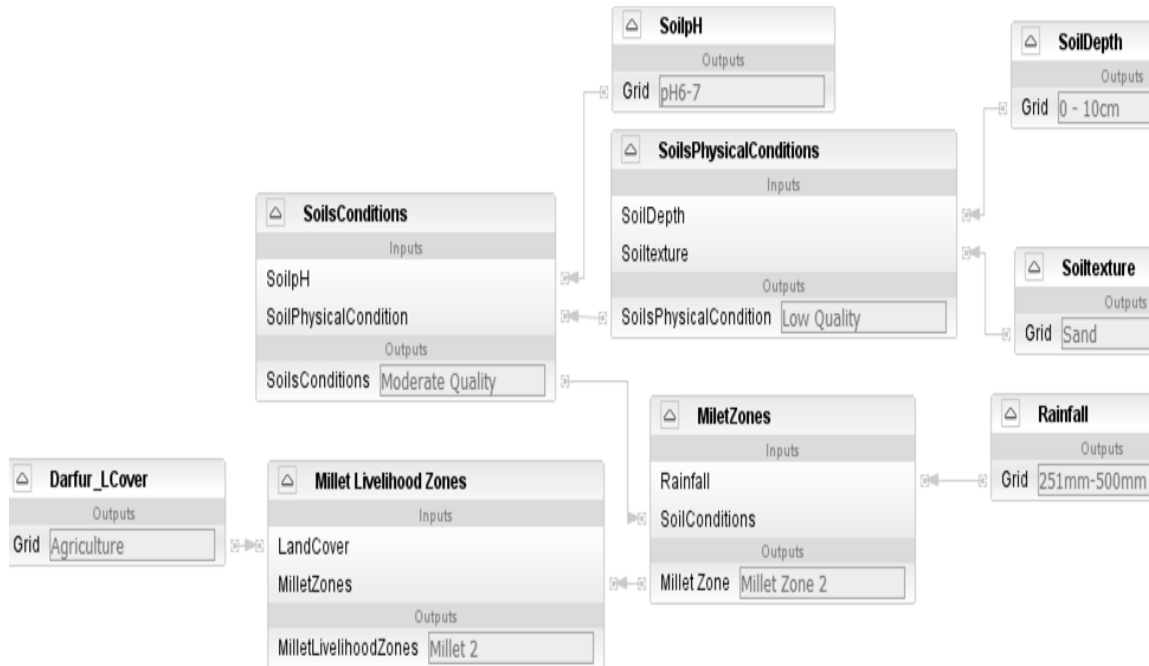 SoilpH
Outputs
Grid pH6-7
SoilDepth
Outputs
Grid 0 - 10cm
SoilsPhysicalConditions
Inputs
SoilDepth
Soiltexture
Outputs
SoilsPhysicalCondition Low Quality
SoilsConditions
Inputs
SoilpH
SoilPhysicalCondition
Outputs
SoilsConditions Moderate Quality
Soiltexture
Outputs
Grid Sand
MiletZones
Inputs
Rainfall
SoilConditions
Outputs
Millet Zone Millet Zone 2
Rainfall
Outputs
Grid 251mm-500mm
Darfur_LCover
Outputs
Grid Agriculture
Millet Livelihood Zones
Inputs
LandCover
MilletZones
Outputs
MilletLivelihoodZones Millet 2